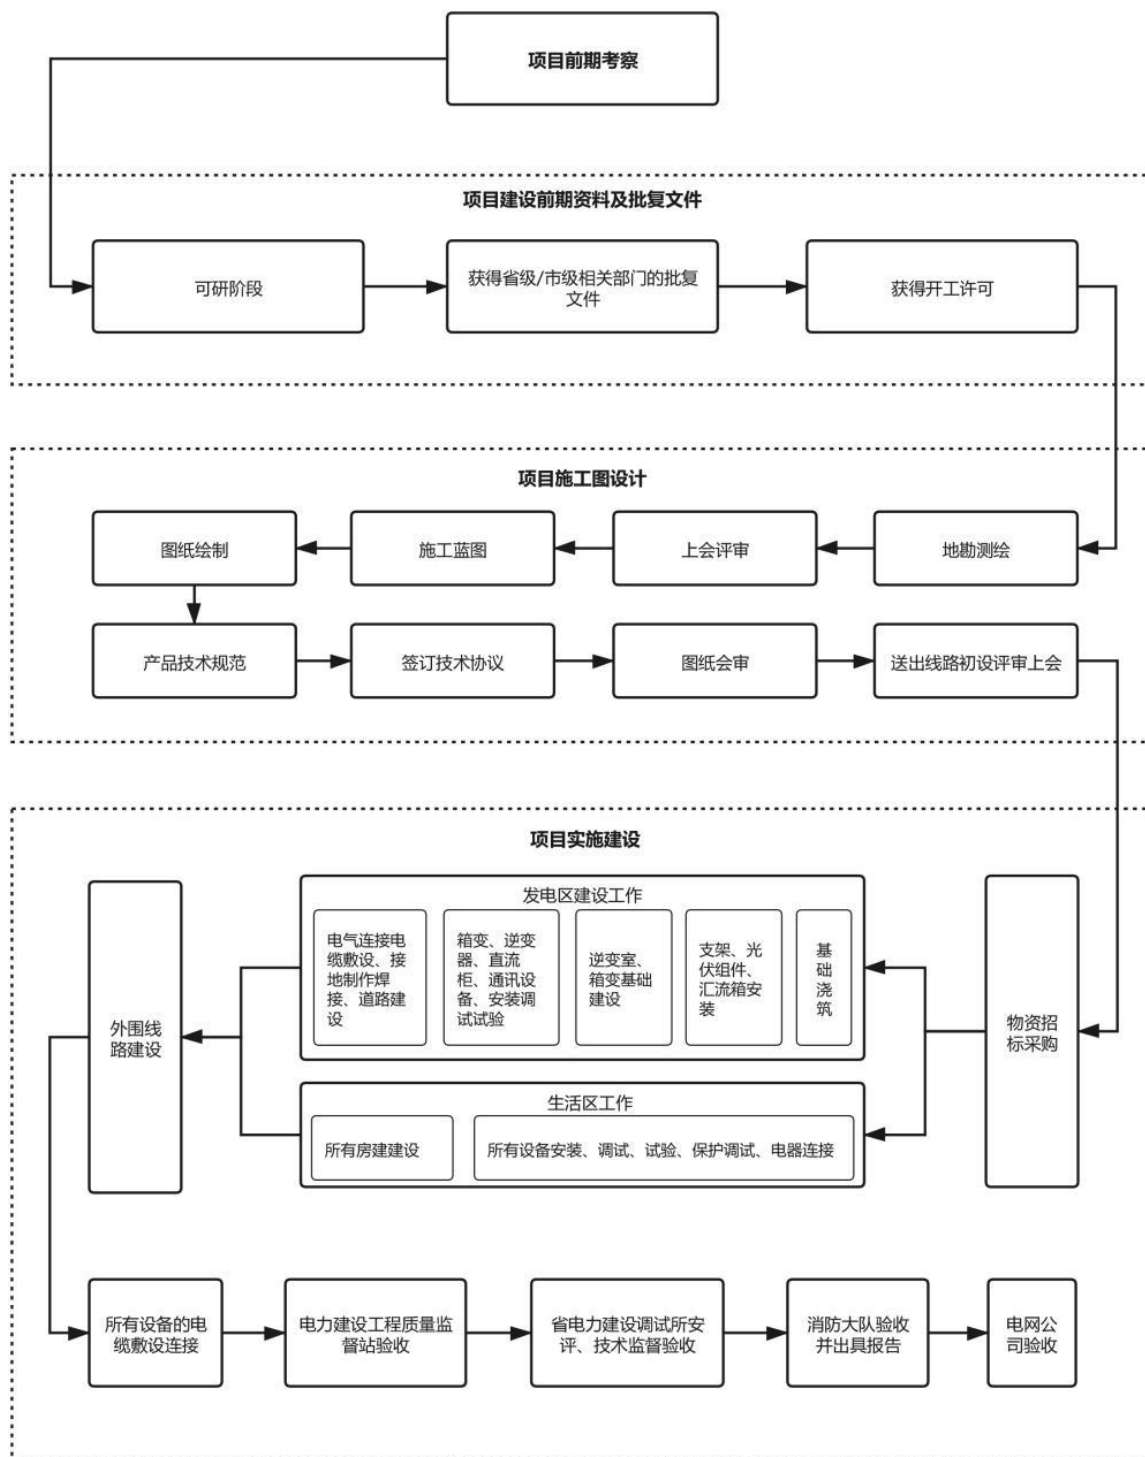 项目前期考察
项目建设前期资料及批复文件
可研阶段
获得省级/市级相关部门的批复
文件
获得开工许可
项目施工图设计
图纸绘制
施工蓝图
上会评审
地勘测绘
产品技术规范
签订技术协议
图纸会审
送出线路初设评审上会
项目实施建设
外围线
路建设
发电区建设工作
电气连接电
缆敷设、接
地制作焊
接、道路建
设
箱变、逆变
器、直流
柜、通讯设
备、安装调
试试验
逆变室、
箱变基础
建设
支架、光
伏组件、
汇流箱安
装
基
础
浇
筑
物资招
标采购
生活区工作
所有房建建设
所有设备安装、调试、试验、保护调试、电器连接
所有设备的电
缆敷设连接
电力建设工程质量监
督站验收
省电力建设调试所安
评、技术监督验收
消防大队验收
并出具报告
电网公
司验收